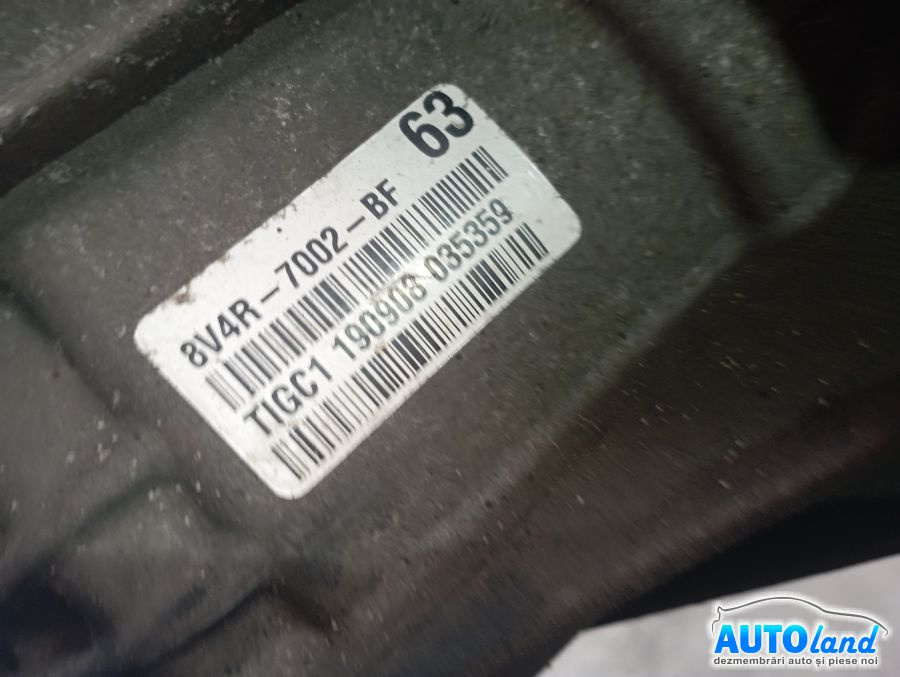 63
8V4R-7002-BF
TIGC1 190908 035359
AUTOland
dezmembrări auto și piese noi